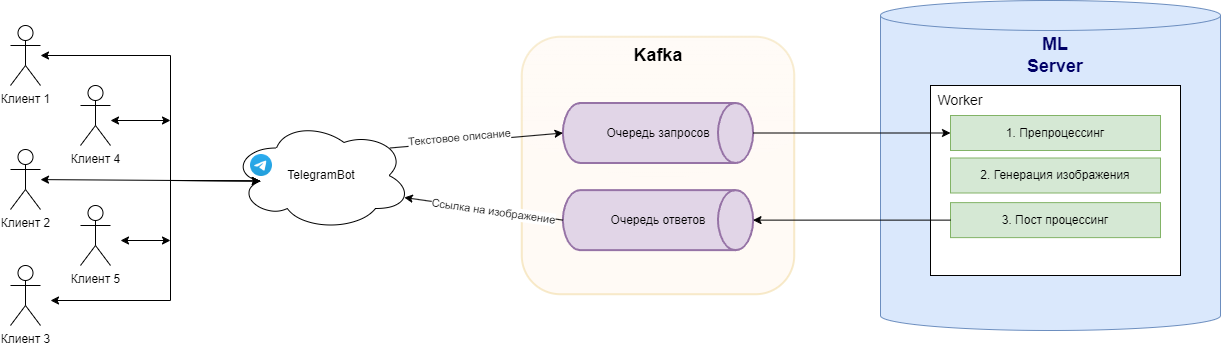 Клиент 1
Клиент 4
Клиент 2
Клиент 5
Клиент 3
TelegramBot
Текстовое описание
Ссылка на изображение
Kafka
Очередь запросов
Очередь ответов
ML
Server
Worker
1. Препроцессинг
2. Генерация изображения
3. Пост процессинг